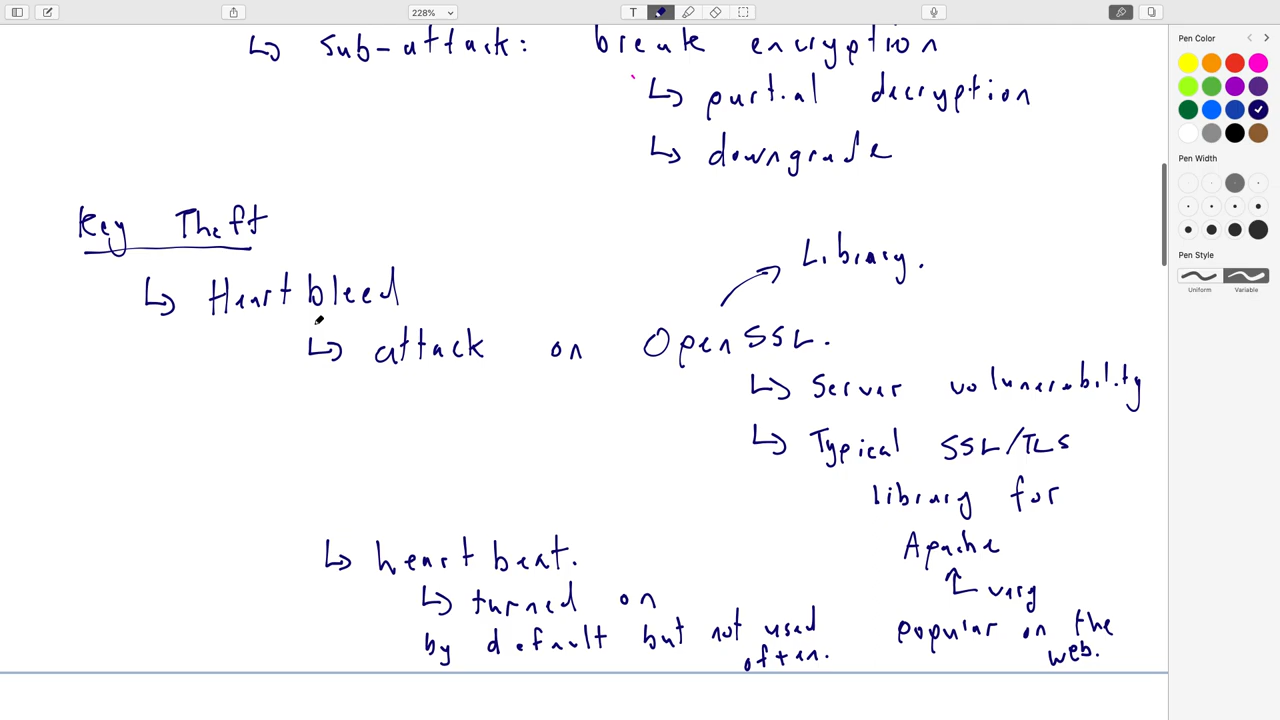 228%
T
↳ sub-attack: break encryption
↳ partial decryption
↳ downgrade
Key Theft
↳ Heartbleed
↳ attack on OpenSSL.
Library.
↳ Server volunerability
↳ Typical SSL/TLS
library for
Apache
very
popular on the
web.
↳ heart beat.
↳ turned on
by default but not used
often.
Pen Color
Pen Width
Pen Style
Uniform
Variable